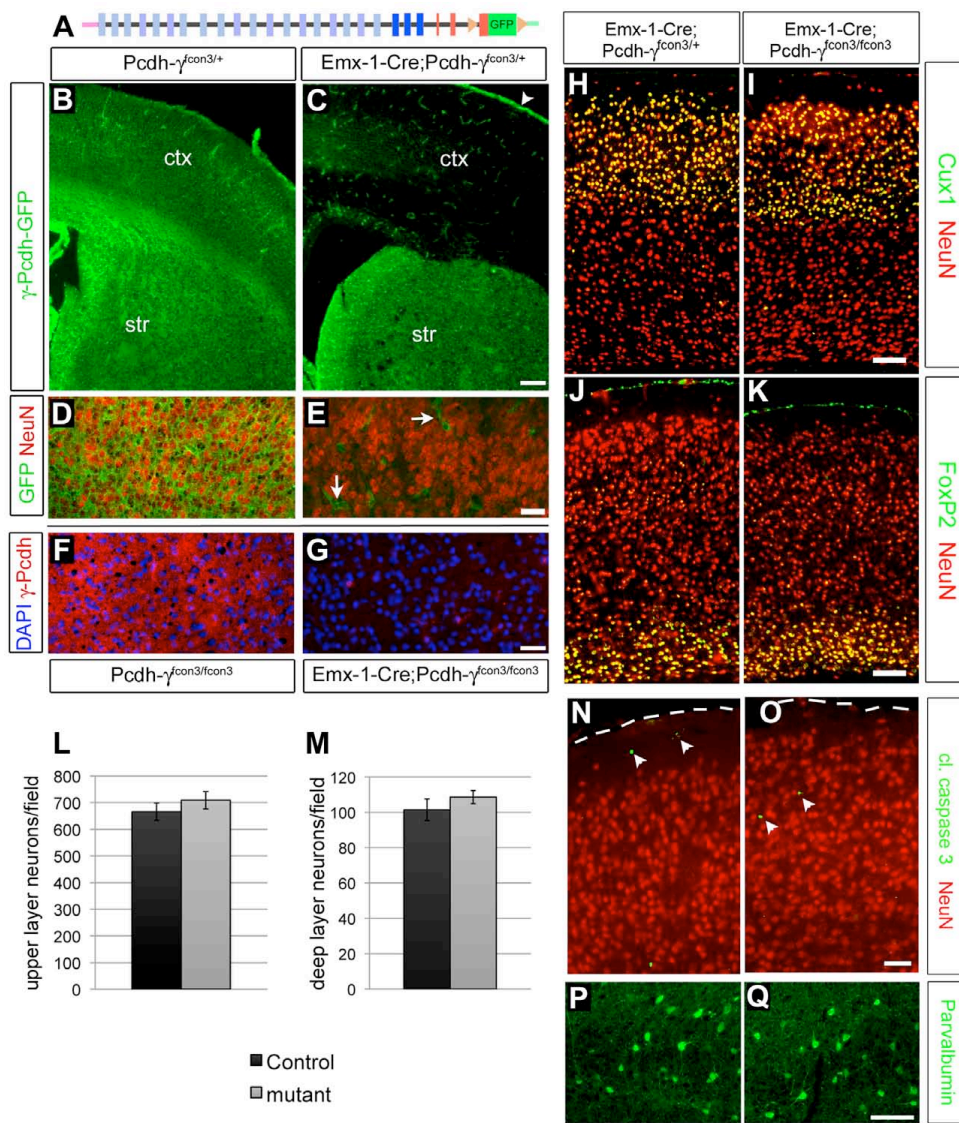 A
GFP
Pcdh-γfcon3/+
Emx-1-Cre;Pcdh-γfcon3/+
B
ctx
str
C
ctx
str
γ-Pcdh-GFP
D
E
GFP NeuN
F
G
DAPI γ-Pcdh
Pcdh-γfcon3/fcon3
Emx-1-Cre;Pcdh-γfcon3/fcon3
L
800
700
600
500
400
300
200
100
0
upper layer neurons/field
M
120
100
80
60
40
20
0
deep layer neurons/field
Control
mutant
Emx-1-Cre;
Pcdh-γfcon3/+
Emx-1-Cre;
Pcdh-γfcon3/fcon3
H
I
Cux1 NeuN
J
K
FoxP2 NeuN
N
O
cl. caspase 3 NeuN
P
Q
Parvalbumin